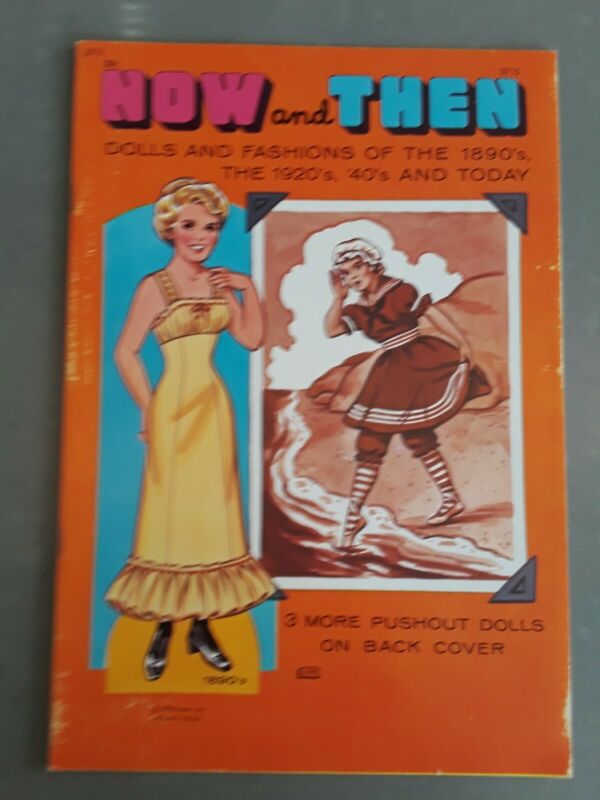 NOW and THEN
DOLLS AND FASHIONS OF THE 1890's,
THE 1920's, '40's AND TODAY
3 MORE PUSHOUT DOLLS
ON BACK COVER
1890's